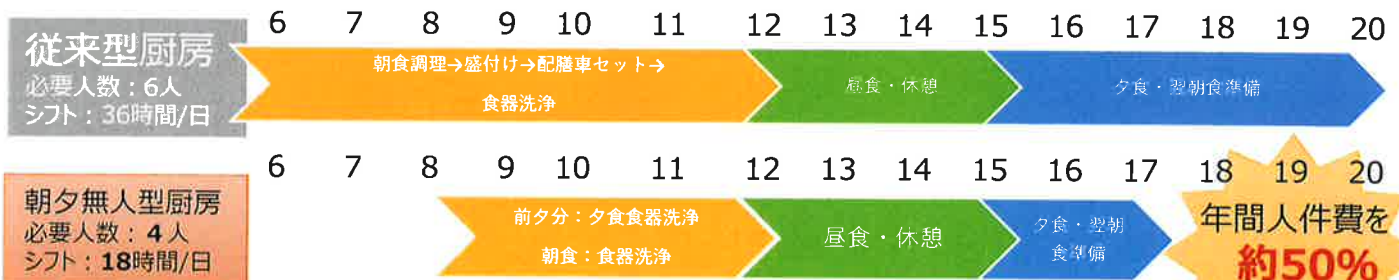 6 7 8 9 10 11 12 13 14 15 16 17 18 19 20
従来型厨房
必要人数：6人
シフト：36時間/日
朝食調理→盛付け→配膳車セット→
食器洗浄
昼食・休憩
夕食・翌朝食準備
6 7 8 9 10 11 12 13 14 15 16 17 18 19 20
朝夕無人型厨房
必要人数：4人
シフト：18時間/日
前夕分：夕食食器洗浄
朝食：食器洗浄
昼食・休憩
夕食・翌朝
食準備
年間人件費を
約50%